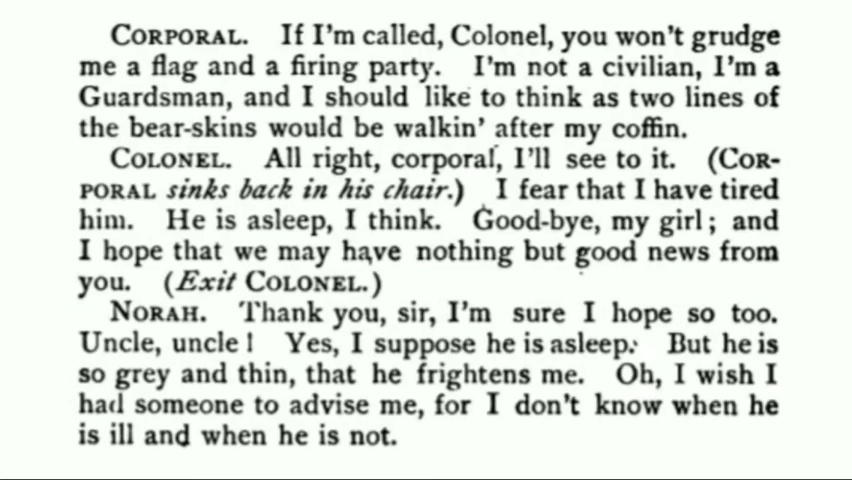 CORPORAL. If I'm called, Colonel, you won't grudge
me a flag and a firing party. I'm not a civilian, I'm a
Guardsman, and I should like to think as two lines of
the bear-skins would be walkin' after my coffin.
COLONEL. All right, corporal, I'll see to it. (COR-
PORAL sinks back in his chair.) I fear that I have tired
him. He is asleep, I think. Good-bye, my girl; and
I hope that we may have nothing but good news from
you. (Exit COLONEL.)
NORAH. Thank you, sir, I'm sure I hope so too.
Uncle, uncle! Yes, I suppose he is asleep. But he is
so grey and thin, that he frightens me. Oh, I wish I
had someone to advise me, for I don't know when he
is ill and when he is not.